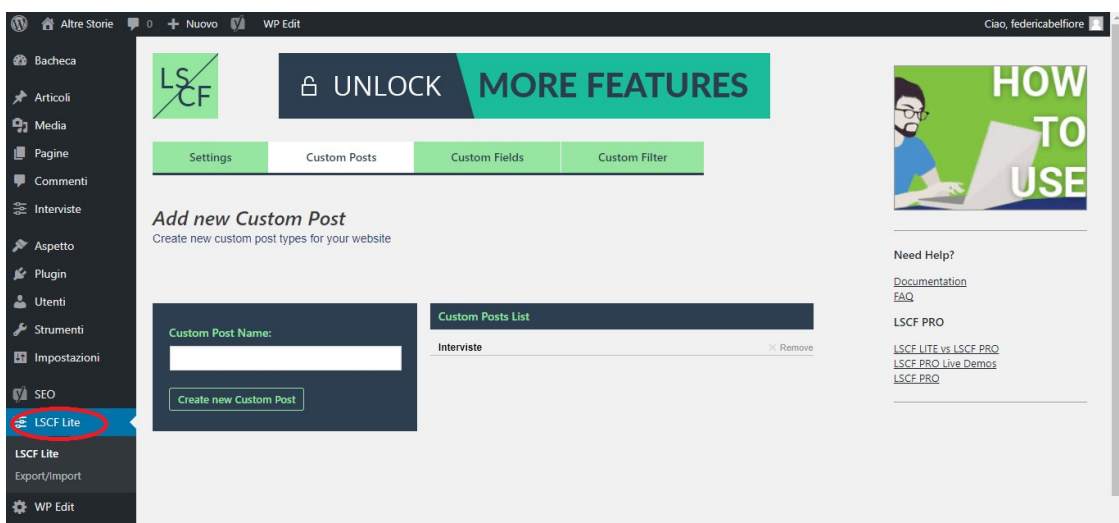 Altre Storie 0 + Nuovo WP Edit Ciao, federicabelfiore
Bacheca
Articoli
Media
Pagine
Commenti
Interviste
Aspetto
Plugin
Utenti
Strumenti
Impostazioni
SEO
LSCF Lite
LSCF Lite
Export/Import
WP Edit
LS
CF
UNLOCK MORE FEATURES
Settings Custom Posts Custom Fields Custom Filter
Add new Custom Post
Create new custom post types for your website
Custom Post Name:
Create new Custom Post
Custom Posts List
Interviste × Remove
HOW
TO
USE
Need Help?
Documentation
FAQ
LSCF PRO
LSCF LITE vs LSCF PRO
LSCF PRO Live Demos
LSCF PRO